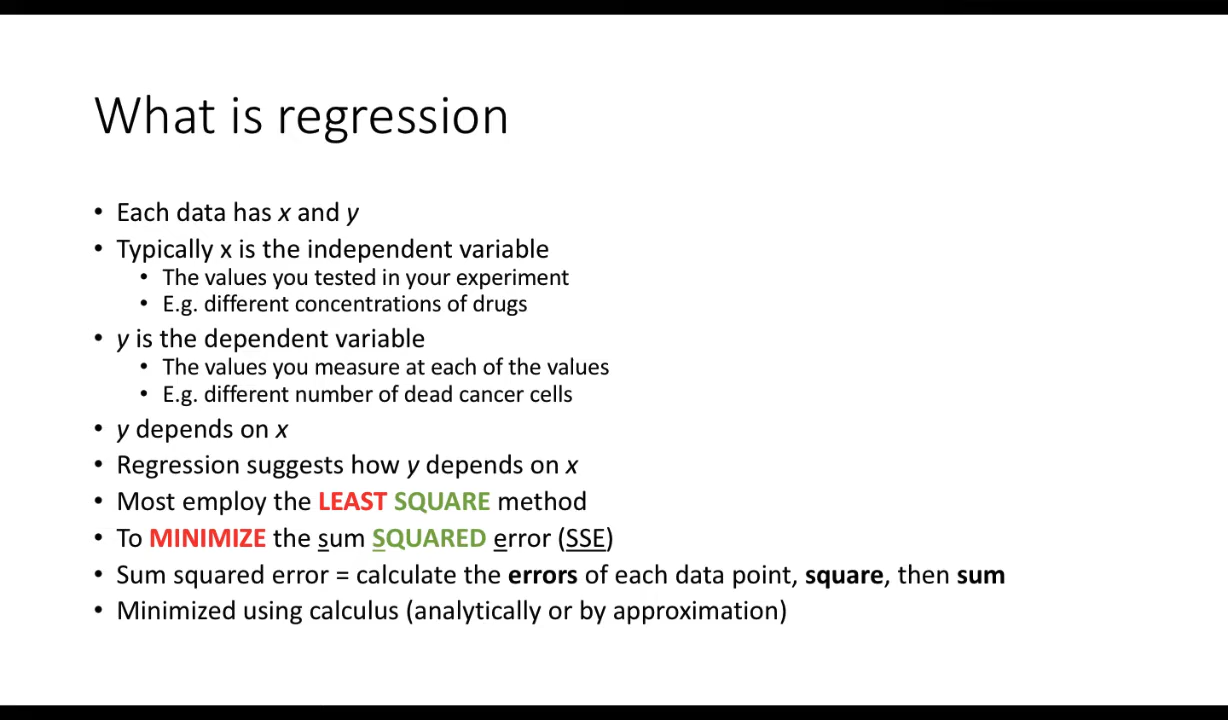 What is regression
• Each data has x and y
• Typically x is the independent variable
• The values you tested in your experiment
• E.g. different concentrations of drugs
• y is the dependent variable
• The values you measure at each of the values
• E.g. different number of dead cancer cells
• y depends on x
• Regression suggests how y depends on x
• Most employ the LEAST SQUARE method
• To MINIMIZE the sum SQUARED error (SSE)
• Sum squared error = calculate the errors of each data point, square, then sum
• Minimized using calculus (analytically or by approximation)